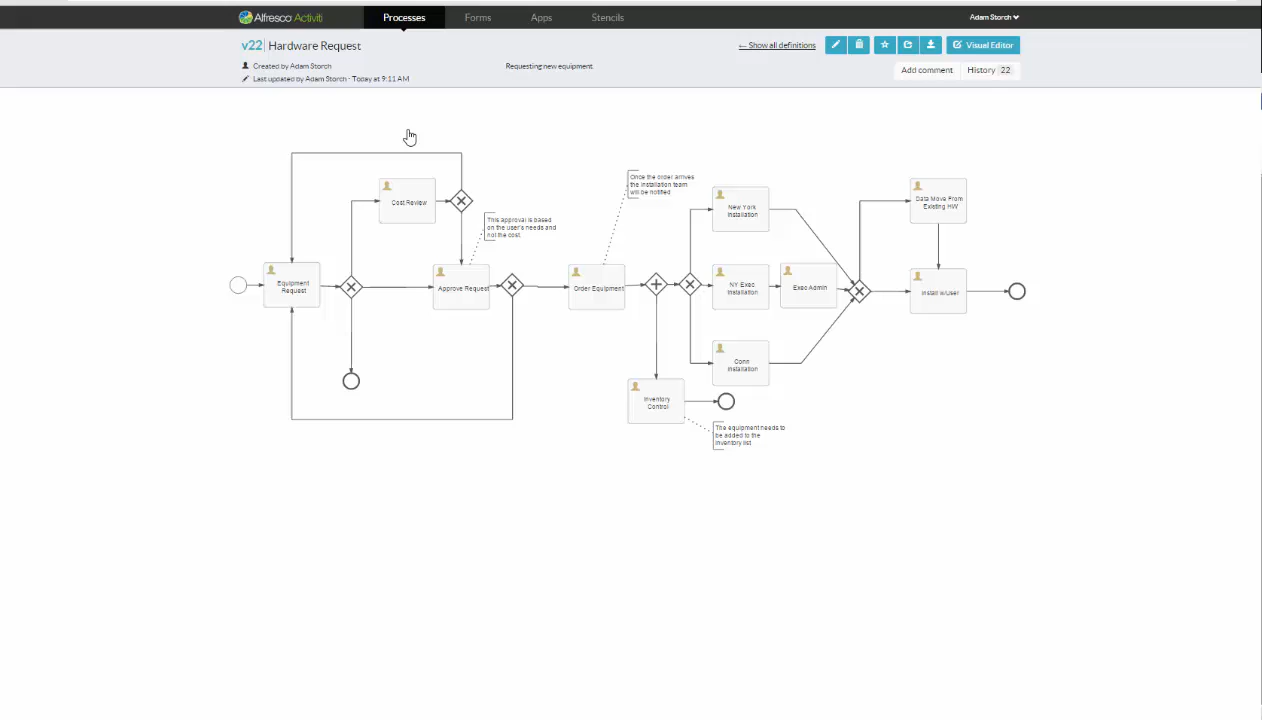 Alfresco Activiti
Processes
Forms
Apps
Stencils
Adam Storch
v22 Hardware Request
← Show all definitions
Visual Editor
Created by Adam Storch
Requesting new equipment.
Add comment
History 22
Last updated by Adam Storch - Today at 9:11 AM
Once the order arrives
the installation team
will be notified
Cost Review
New York
Installation
Data Move From
Existing HW
This approval is based
on the user's needs and
not the cost.
Equipment
Request
Approve Request
Order Equipment
NY Exec
Installation
Exec Admin
Install w/User
Conn
Installation
Inventory
Control
The equipment needs to
be added to the
inventory list